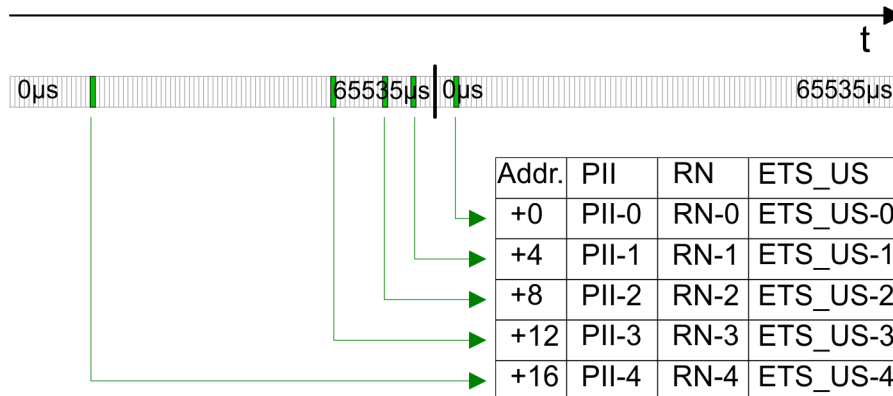 t
0µs 65535µs 0µs 65535µs
Addr. PII RN ETS_US
+0 PII-0 RN-0 ETS_US-0
+4 PII-1 RN-1 ETS_US-1
+8 PII-2 RN-2 ETS_US-2
+12 PII-3 RN-3 ETS_US-3
+16 PII-4 RN-4 ETS_US-4